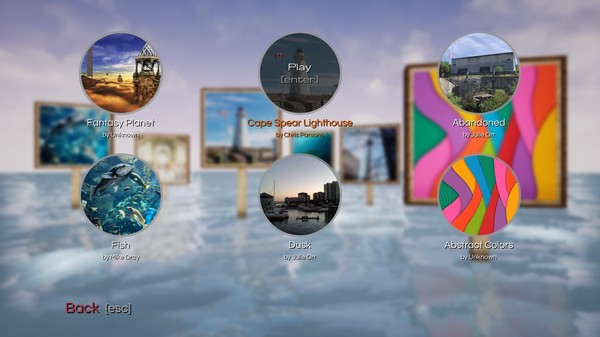 Play
[enter]
Fantasy Planet
by Unknown
Cape Spear Lighthouse
by Chris Parsons
Abandoned
by Julie Orr
Fish
by Mike Dray
Dusk
by Julie Orr
Abstract Colors
by Unknown
Back [esc]